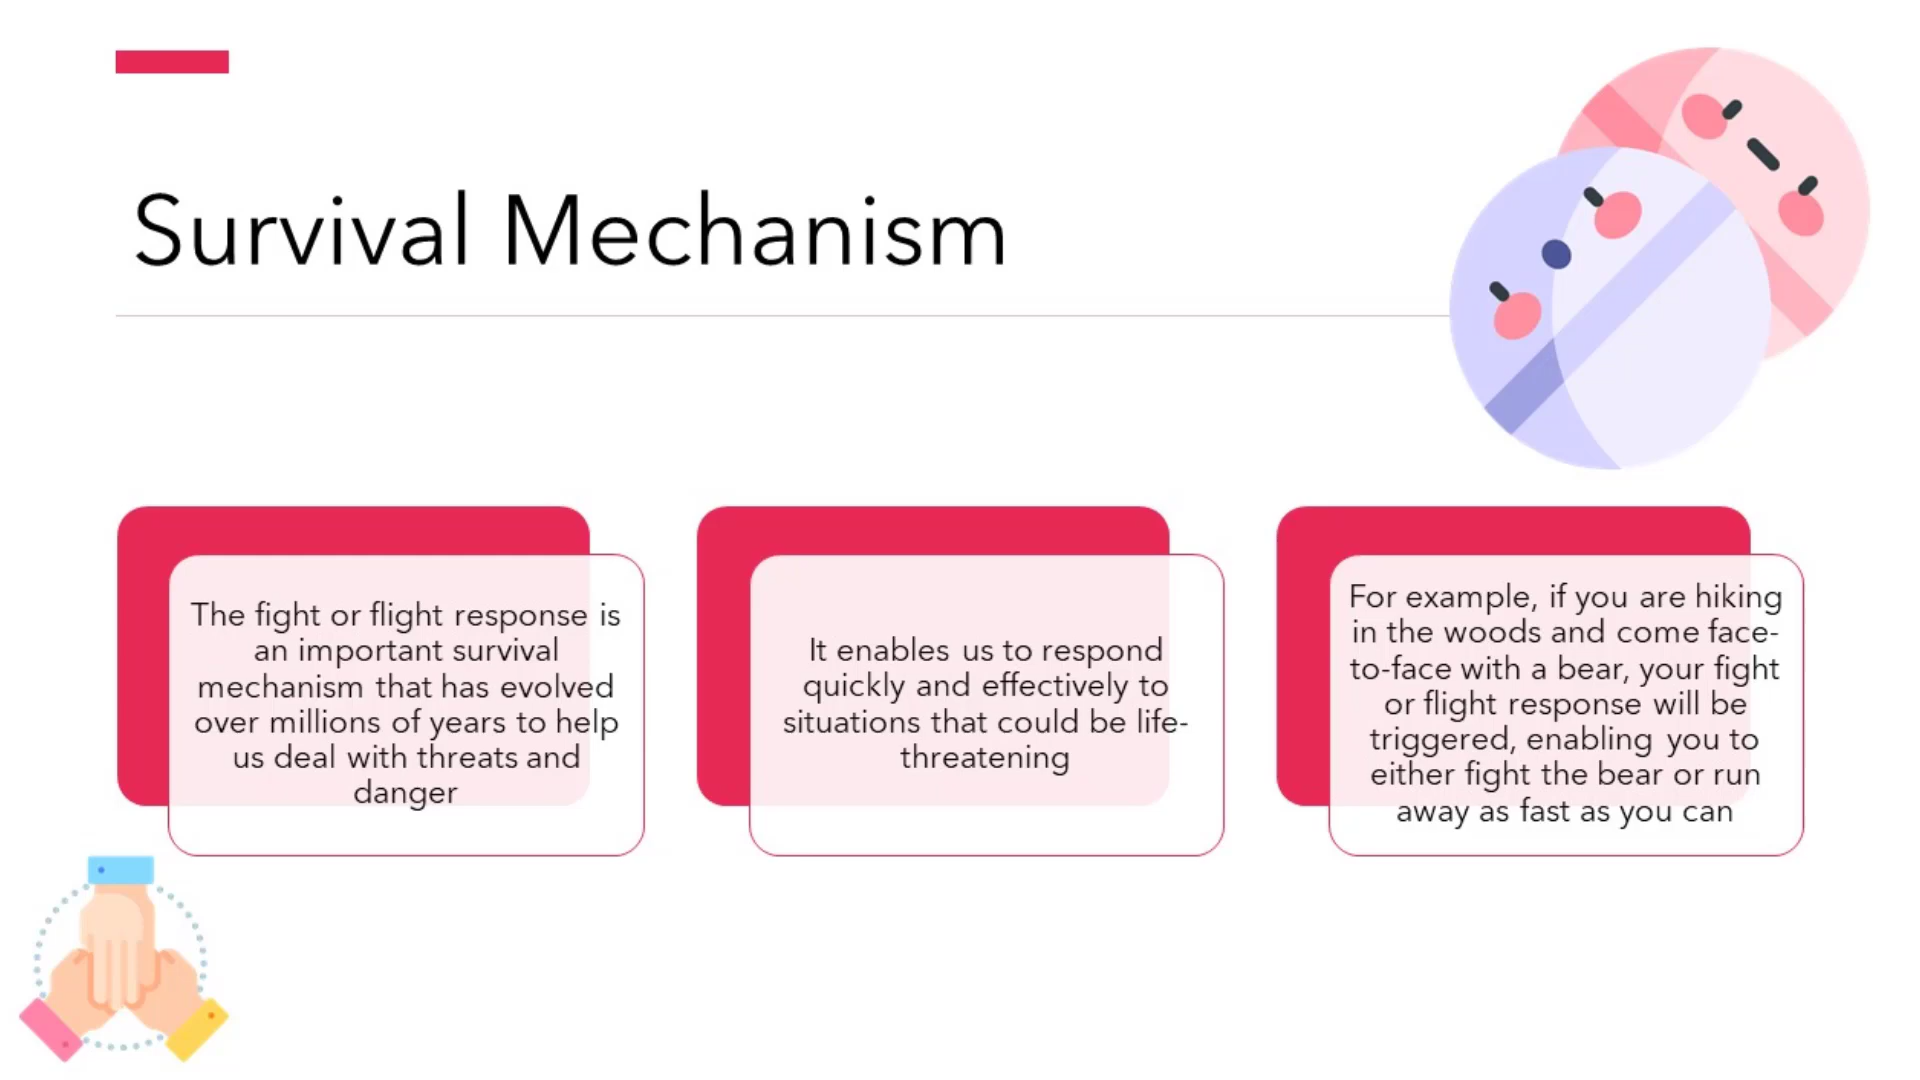 Survival Mechanism
The fight or flight response is
an important survival
mechanism that has evolved
over millions of years to help
us deal with threats and
danger
It enables us to respond
quickly and effectively to
situations that could be life-
threatening
For example, if you are hiking
in the woods and come face-
to-face with a bear, your fight
or flight response will be
triggered, enabling you to
either fight the bear or run
away as fast as you can